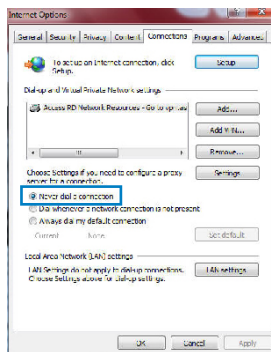 Internet Options
General Security Privacy Content Connections Programs Advanced
To set up an Internet connection, click
Setup.
Setup
Dial-up and Virtual Private Network settings
Access RD Network Resources - Go to
Add...
Add VPN...
Remove...
Choose Settings if you need to configure a proxy
server for a connection.
Settings
Never dial a connection
Dial whenever a network connection is not present
Always dial my default connection
Current None
Set default
Local Area Network (LAN) settings
LAN Settings do not apply to dial-up connections.
Choose Settings above for dial-up settings.
LAN settings
OK Cancel Apply